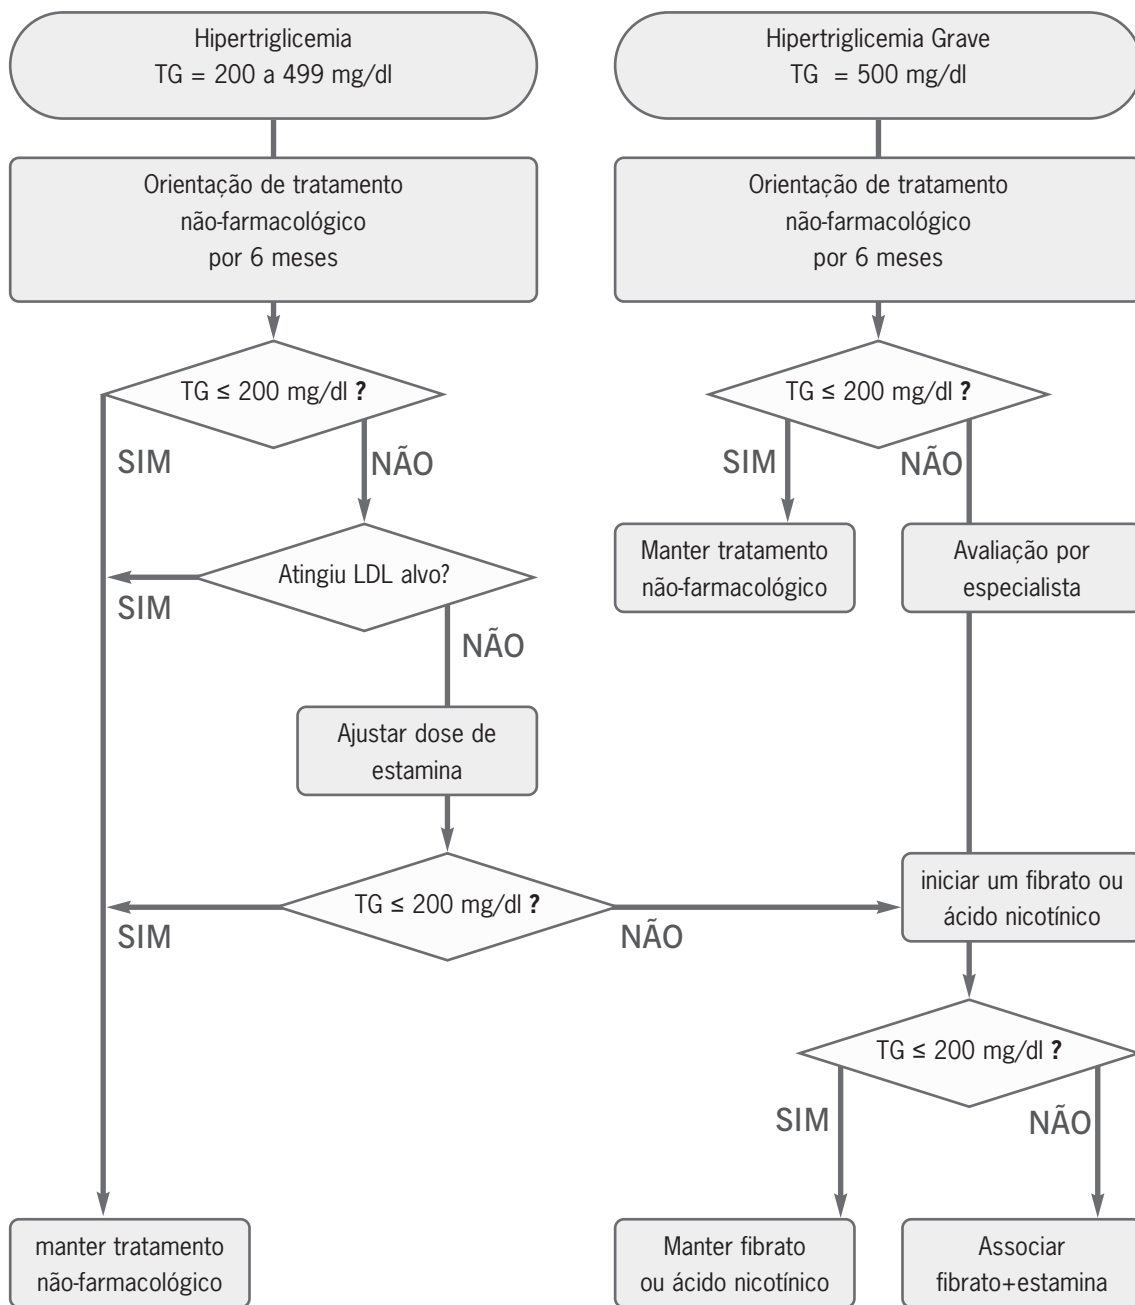 Hipertriglicemia
TG = 200 a 499 mg/dl
Hipertriglicemia Grave
TG = 500 mg/dl
Orientação de tratamento
não-farmacológico
por 6 meses
Orientação de tratamento
não-farmacológico
por 6 meses
TG ≤ 200 mg/dl ?
TG ≤ 200 mg/dl ?
SIM
NÃO
SIM
NÃO
Manter tratamento
não-farmacológico
Avaliação por
especialista
Atingiu LDL alvo?
SIM
NÃO
Ajustar dose de
estamina
TG ≤ 200 mg/dl ?
SIM
NÃO
iniciar um fibrato ou
ácido nicotínico
TG ≤ 200 mg/dl ?
SIM
NÃO
manter tratamento
não-farmacológico
Manter fibrato
ou ácido nicotínico
Associar
fibrato+estamina